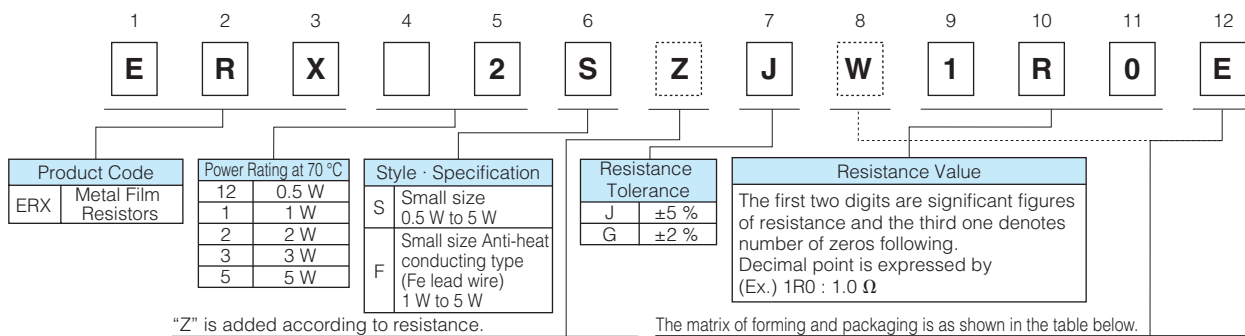 1 2 3 4 5 6 7 8 9 10 11 12
E R X 2 S Z J W 1 R 0 E
Product Code
ERX Metal Film Resistors
Power Rating at 70 °C
12 0.5 W
1 1 W
2 2 W
3 3 W
5 5 W
Style · Specification
S Small size
0.5 W to 5 W
F Small size Anti-heat
conducting type
(Fe lead wire)
1 W to 5 W
Resistance
Tolerance
J ±5 %
G ±2 %
Resistance Value
The first two digits are significant figures
of resistance and the third one denotes
number of zeros following.
Decimal point is expressed by
(Ex.) 1R0 : 1.0 Ω
“Z” is added according to resistance.
The matrix of forming and packaging is as shown in the table below.